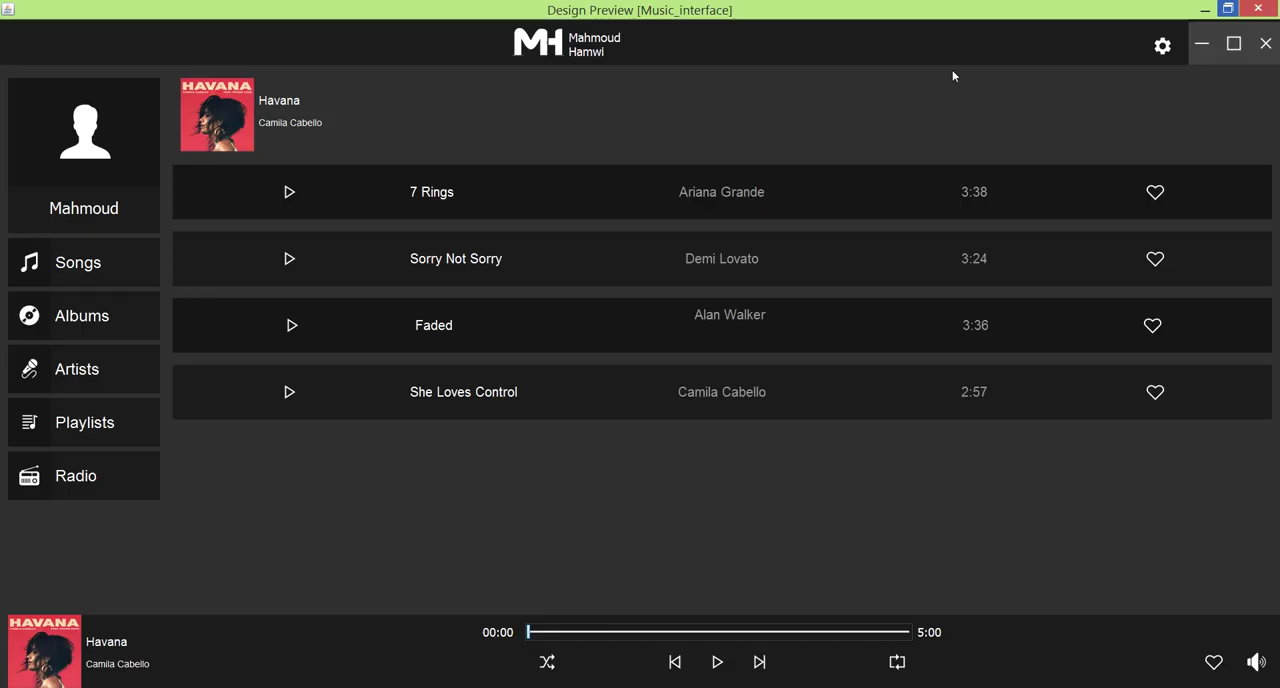 Design Preview [Music_interface]
MH Mahmoud
Hamwi
HAVANA
Havana
Camila Cabello
Mahmoud
Songs
Albums
Artists
Playlists
Radio
7 Rings Ariana Grande 3:38
Sorry Not Sorry Demi Lovato 3:24
Faded Alan Walker 3:36
She Loves Control Camila Cabello 2:57
HAVANA
Havana
Camila Cabello
00:00 5:00